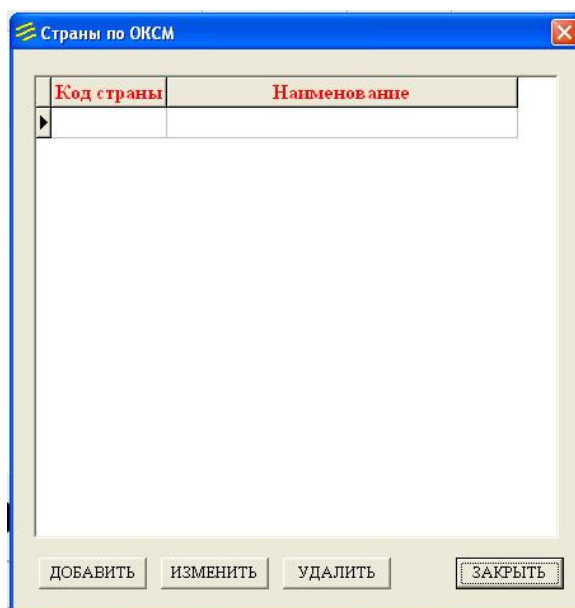 Страны по ОКСМ
Код страны Наименование
ДОБАВИТЬ ИЗМЕНИТЬ УДАЛИТЬ ЗАКРЫТЬ